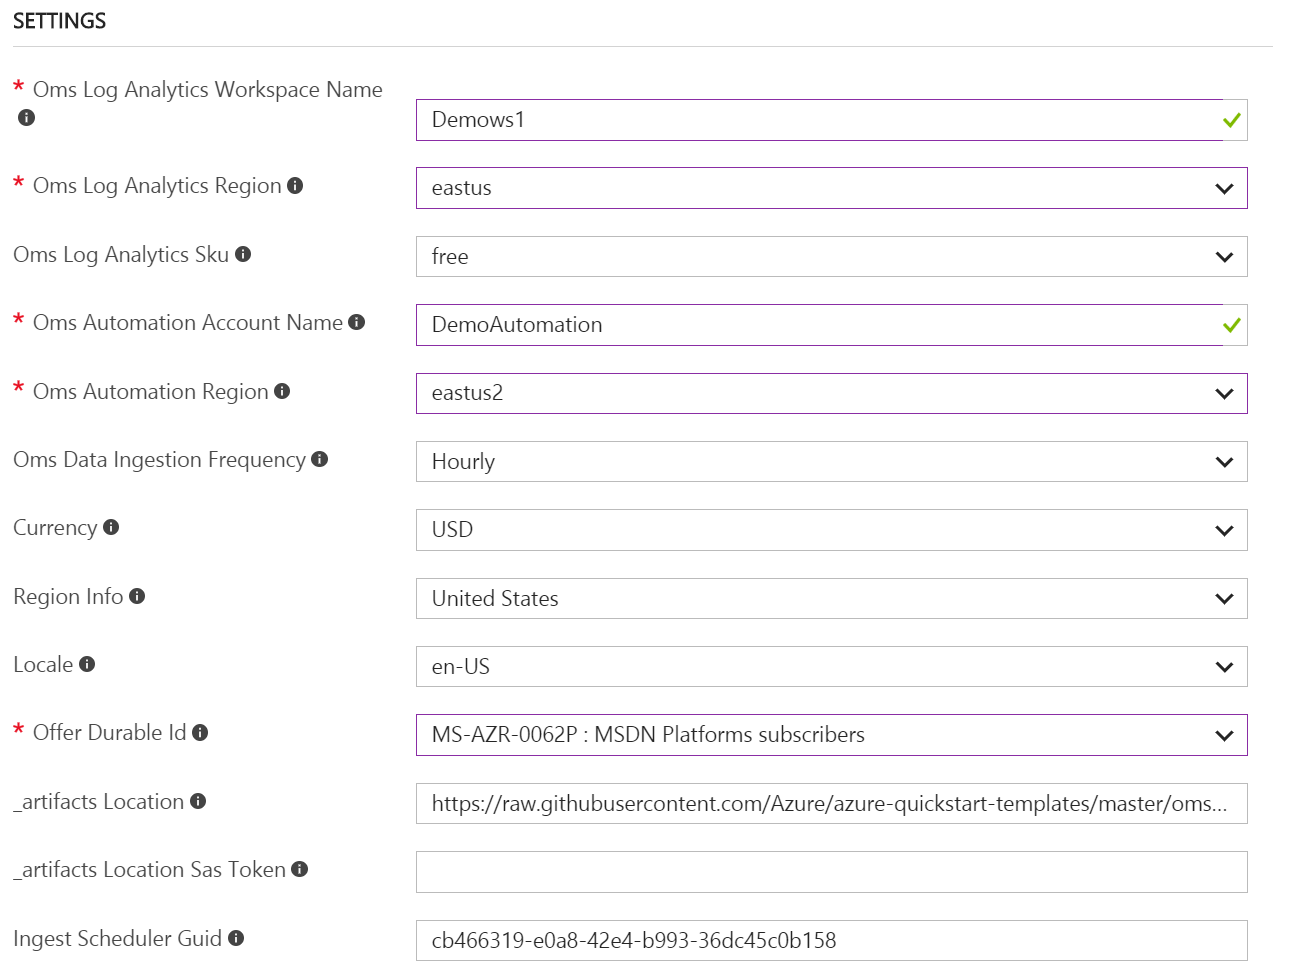 SETTINGS
* Oms Log Analytics Workspace Name
Demows1
* Oms Log Analytics Region
eastus
Oms Log Analytics Sku
free
* Oms Automation Account Name
DemoAutomation
* Oms Automation Region
eastus2
Oms Data Ingestion Frequency
Hourly
Currency
USD
Region Info
United States
Locale
en-US
* Offer Durable Id
MS-AZR-0062P : MSDN Platforms subscribers
_artifacts Location
https://raw.githubusercontent.com/Azure/azure-quickstart-templates/master/oms...
_artifacts Location Sas Token
Ingest Scheduler Guid
cb466319-e0a8-42e4-b993-36dc45c0b158